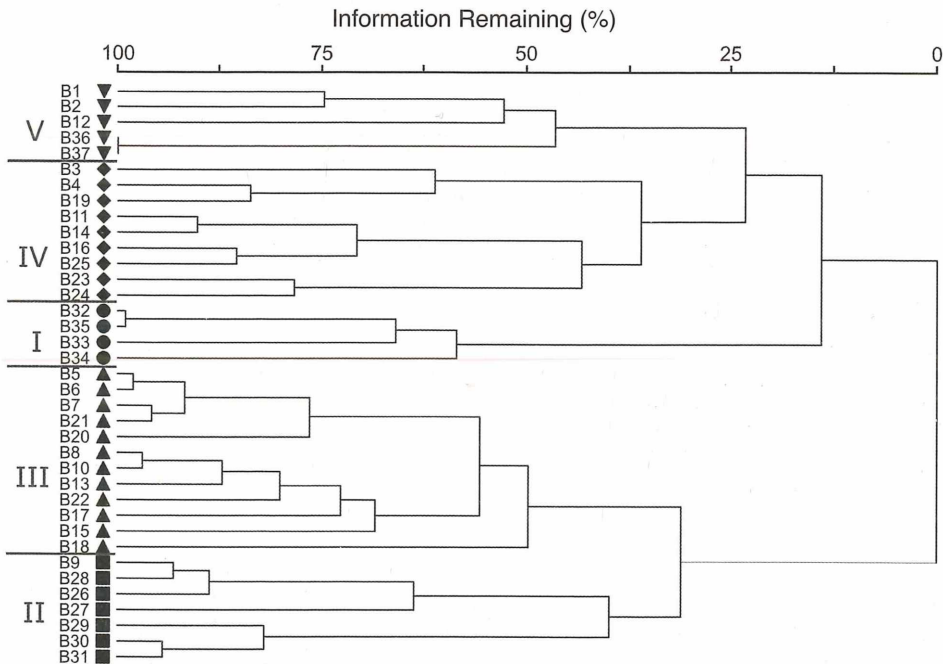 Information Remaining (%)
100 75 50 25 0
B1
B2
V B12
B36
B37
B3
B4
B19
B11
B14
IV B16
B25
B23
B24
B32
B35
I B33
B34
B5
B6
B7
B21
B20
B8
III B10
B13
B22
B17
B15
B18
B9
B28
B26
II B27
B29
B30
B31